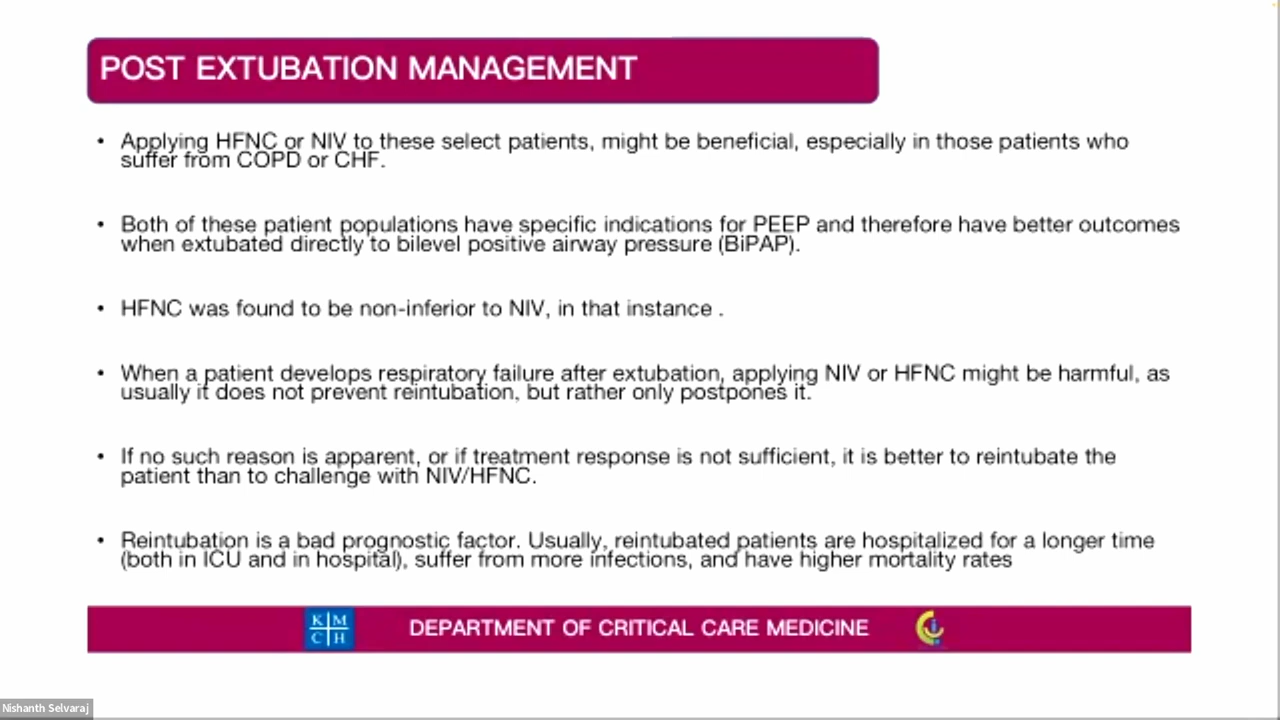 POST EXTUBATION MANAGEMENT
• Applying HFNC or NIV to these select patients, might be beneficial, especially in those patients who
suffer from COPD or CHF.
• Both of these patient populations have specific indications for PEEP and therefore have better outcomes
when extubated directly to bilevel positive airway pressure (BiPAP).
• HFNC was found to be non-inferior to NIV, in that instance .
• When a patient develops respiratory failure after extubation, applying NIV or HFNC might be harmful, as
usually it does not prevent reintubation, but rather only postpones it.
• If no such reason is apparent, or if treatment response is not sufficient, it is better to reintubate the
patient than to challenge with NIV/HFNC.
• Reintubation is a bad prognostic factor. Usually, reintubated patients are hospitalized for a longer time
(both in ICU and in hospital), suffer from more infections, and have higher mortality rates
K M
C H
DEPARTMENT OF CRITICAL CARE MEDICINE
Nishanth Selvaraj